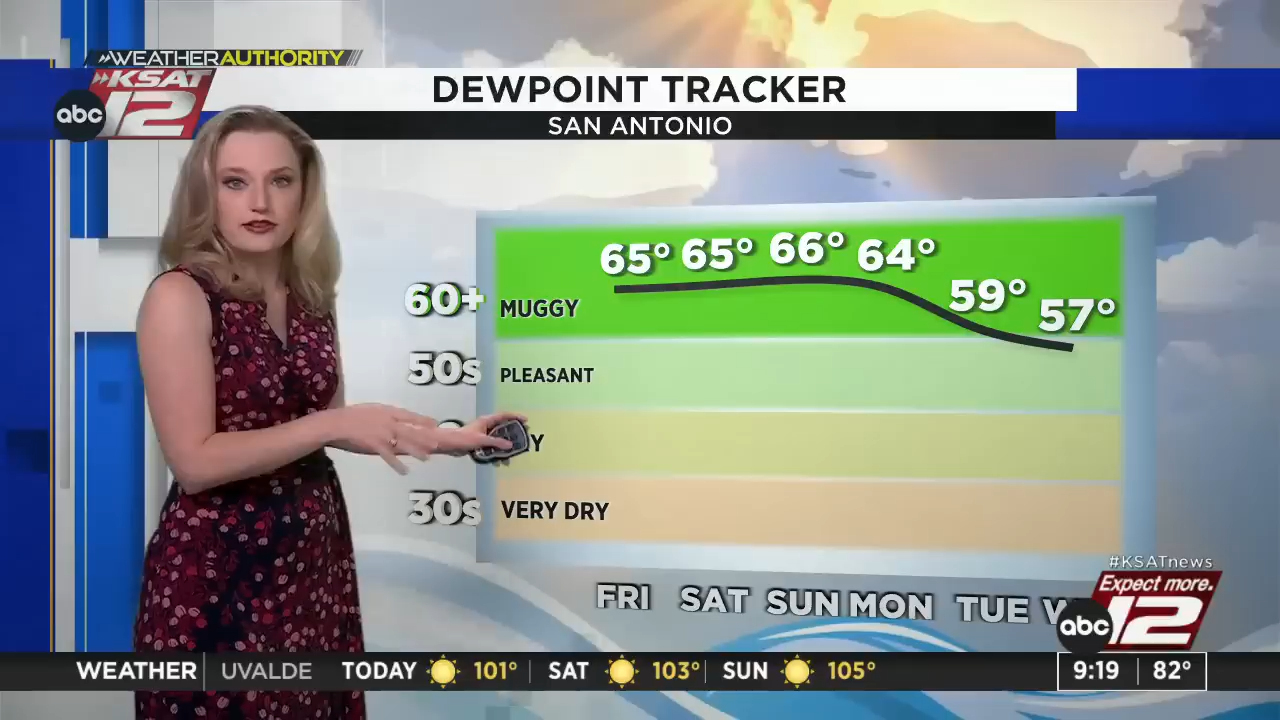 WEATHERAUTHORITY
KSAT
abc 12
DEWPOINT TRACKER
SAN ANTONIO
65° 65° 66° 64° 59° 57°
60+ MUGGY
50s PLEASANT
Y
30s VERY DRY
FRI SAT SUN MON TUE W
#KSATnews
Expect more.
abc 12
WEATHER UVALDE TODAY 101° SAT 103° SUN 105°
9:19 82°